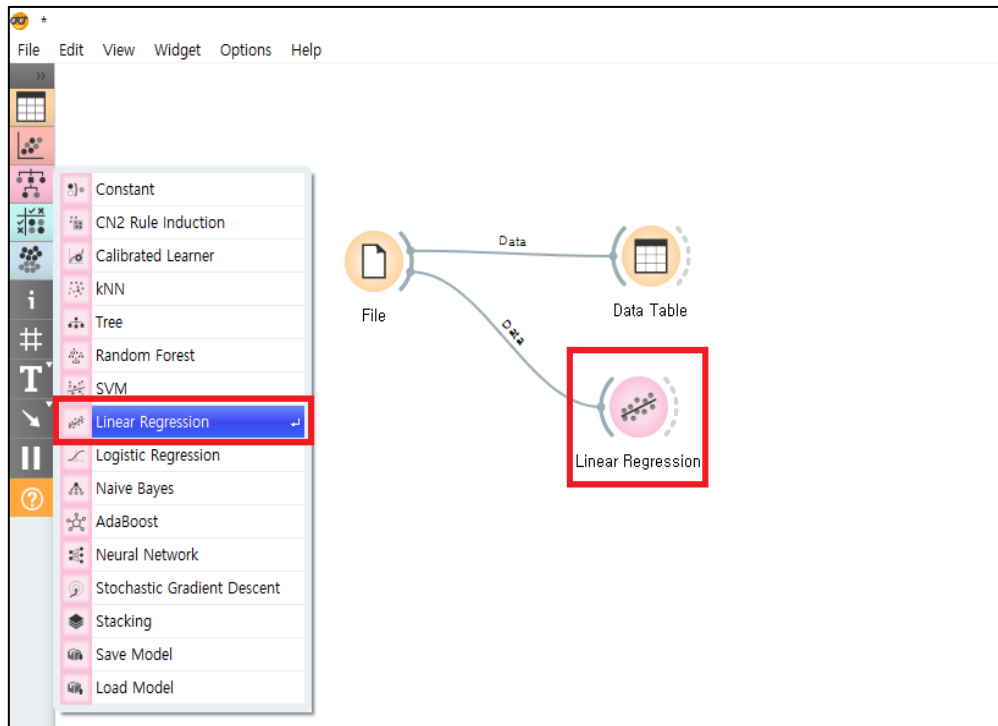 *
File Edit View Widget Options Help
»
Constant
CN2 Rule Induction
Calibrated Learner
kNN
Tree
Random Forest
SVM
Linear Regression
Logistic Regression
Naive Bayes
AdaBoost
Neural Network
Stochastic Gradient Descent
Stacking
Save Model
Load Model
i
#
T
?
File
Data
Data Table
Data
Linear Regression